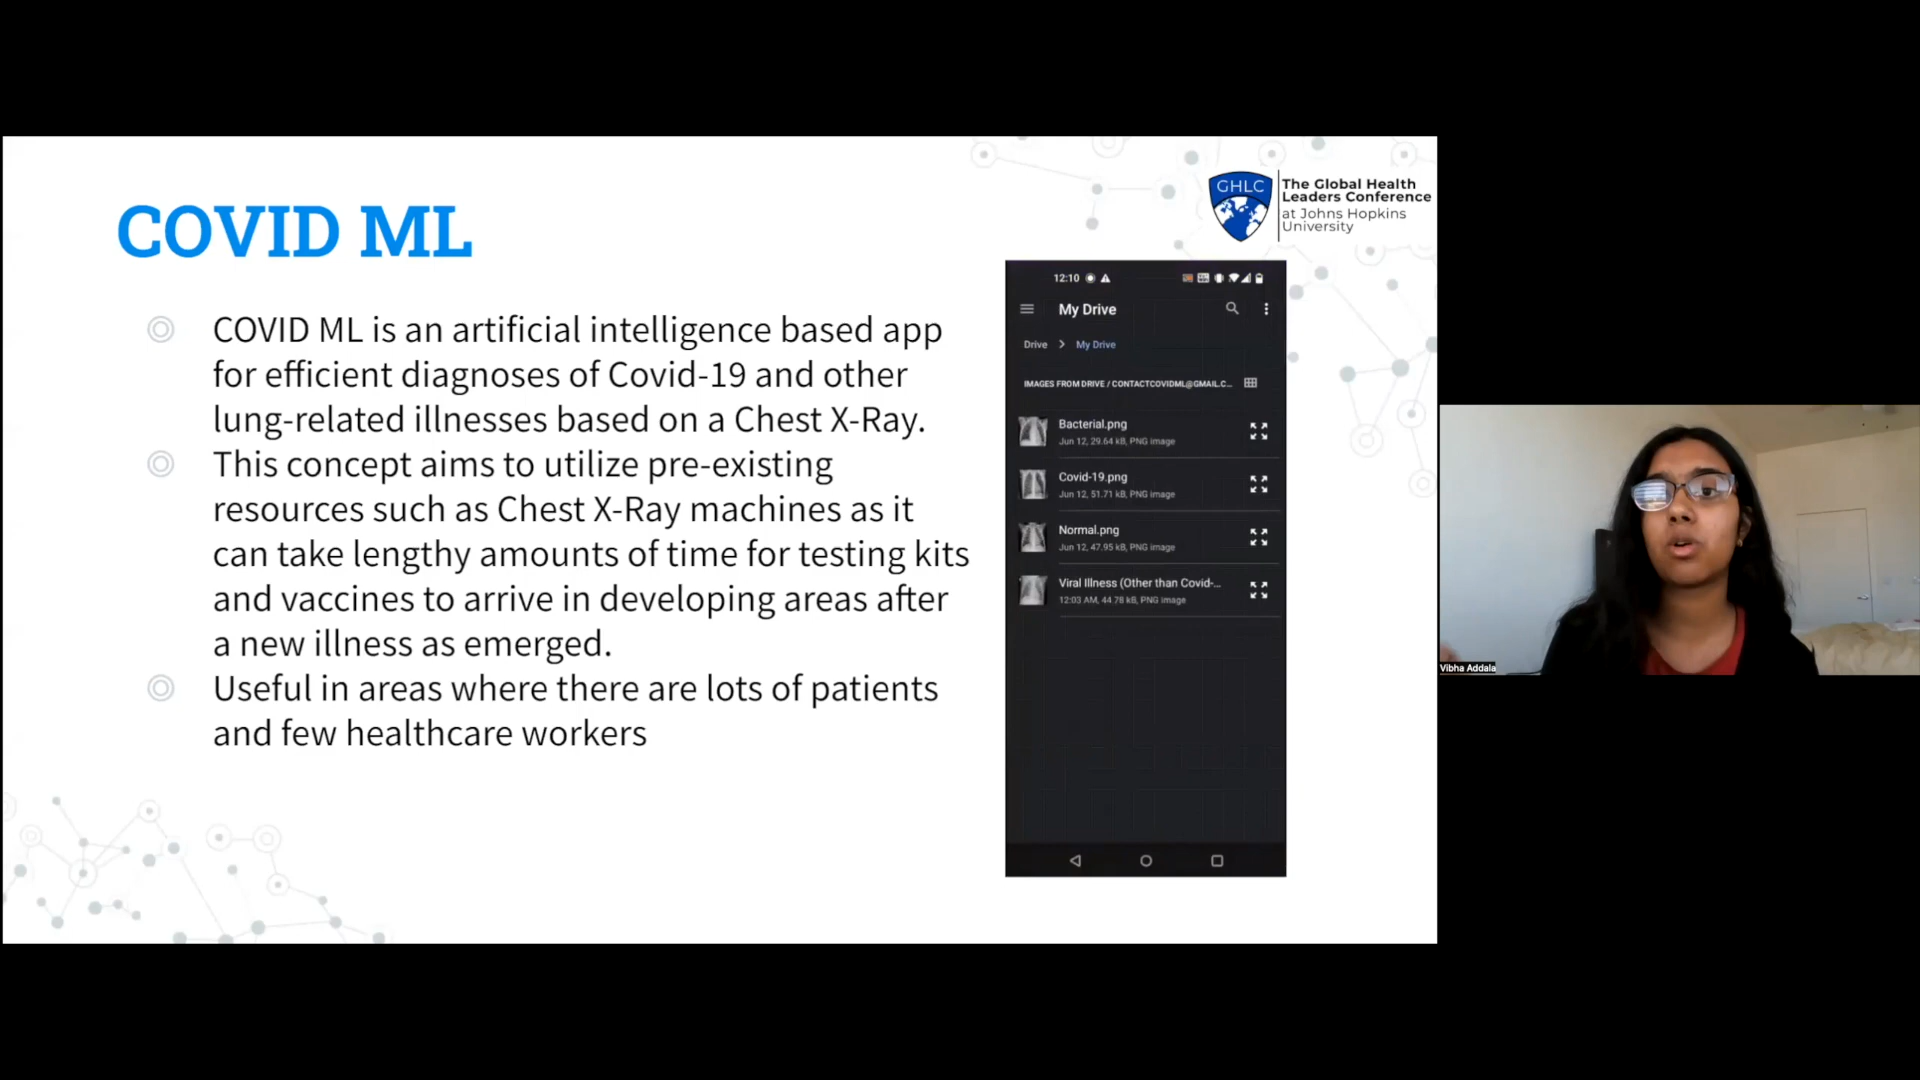 COVID ML
GHLC
The Global Health
Leaders Conference
at Johns Hopkins
University
COVID ML is an artificial intelligence based app
for efficient diagnoses of Covid-19 and other
lung-related illnesses based on a Chest X-Ray.
This concept aims to utilize pre-existing
resources such as Chest X-Ray machines as it
can take lengthy amounts of time for testing kits
and vaccines to arrive in developing areas after
a new illness as emerged.
Useful in areas where there are lots of patients
and few healthcare workers
12:10
My Drive
Drive > My Drive
IMAGES FROM DRIVE / CONTACTCOVIDML@GMAIL.C...
Bacterial.png
Jun 12, 29.64 kB, PNG image
Covid-19.png
Jun 12, 51.71 kB, PNG image
Normal.png
Jun 12, 47.95 kB, PNG image
Viral Illness (Other than Covid-...
12:03 AM, 44.78 kB, PNG image
Vibha Addala